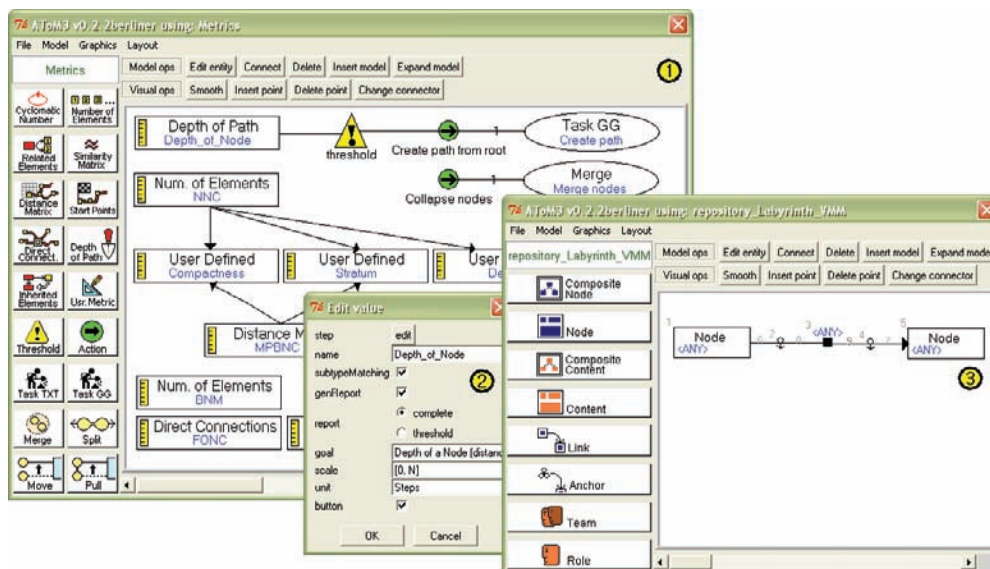 AToM3 v0.2.2berliner using: Metrics
File Model Graphics Layout
Metrics
Model ops Edit entity Connect Delete Insert model Expand model
Visual ops Smooth Insert point Delete point Change connector
1
Cyclomatic Number
Number of Elements
Related Elements
Similarity Matrix
Distance Matrix
Start Points
Direct Connect.
Depth of Path
Inherited Elements
Usr. Metric
Threshold
Action
Task TXT
Task GG
Merge
Split
Move
Pull
Depth of Path
Depth_of_Node
threshold
Create path from root
1
Task GG
Create path
Collapse nodes
1
Merge
Merge nodes
Num. of Elements
NNC
User Defined
Compactness
User Defined
Stratum
User
De
Distance M
MPBNC
Num. of Elements
BNM
Direct Connections
FONC
Edit value
step edit
name Depth_of_Node
subtypeMatching
2
genReport
report
complete
threshold
goal Depth of a Node (distanc
scale [0. N]
unit Steps
button
OK Cancel
AToM3 v0.2.2berliner using: repository_Labyrinth_VMM
File Model Graphics Layout
repository_Labyrinth_VMM
Model ops Edit entity Connect Delete Insert model Expand mode
Visual ops Smooth Insert point Delete point Change connector
Composite Node
Node
Composite Content
Content
Link
Anchor
Team
Role
1
Node
<ANY>
2
3
<ANY>
4
5
Node
<ANY>
3